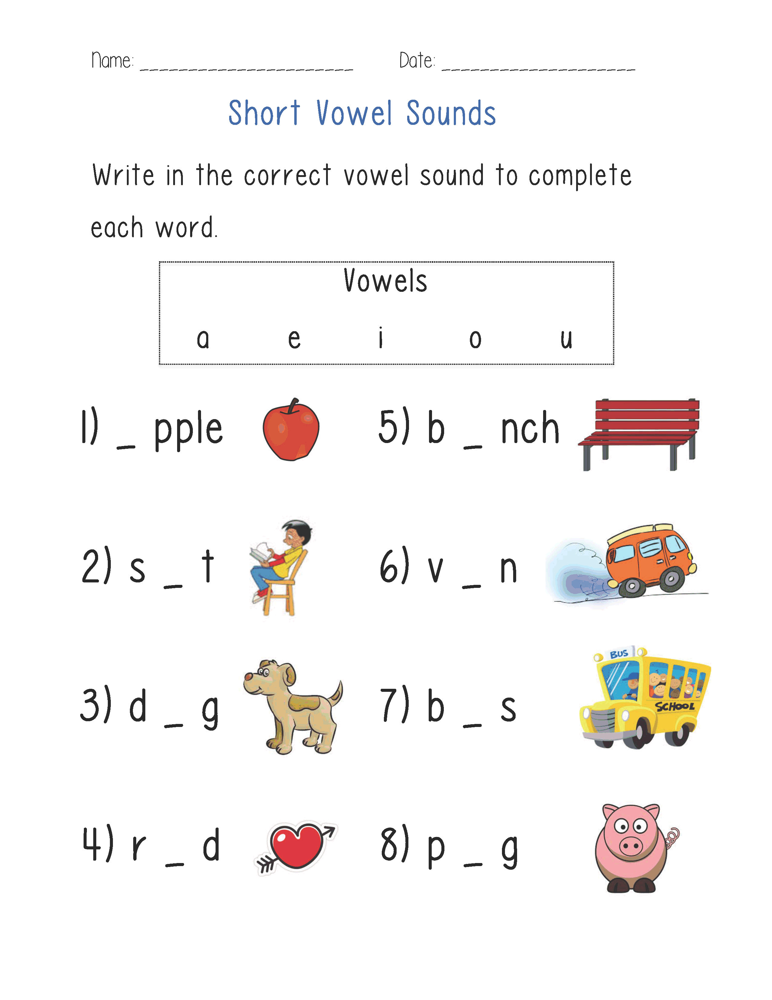 Name: ______________________ Date: ____________________
Short Vowel Sounds
Write in the correct vowel sound to complete
each word.
Vowels
a e i o u
1) _ pple
5) b _ nch
2) s _ t
6) v _ n
3) d _ g
7) b _ s
BUS
SCHOOL
4) r _ d
8) p _ g